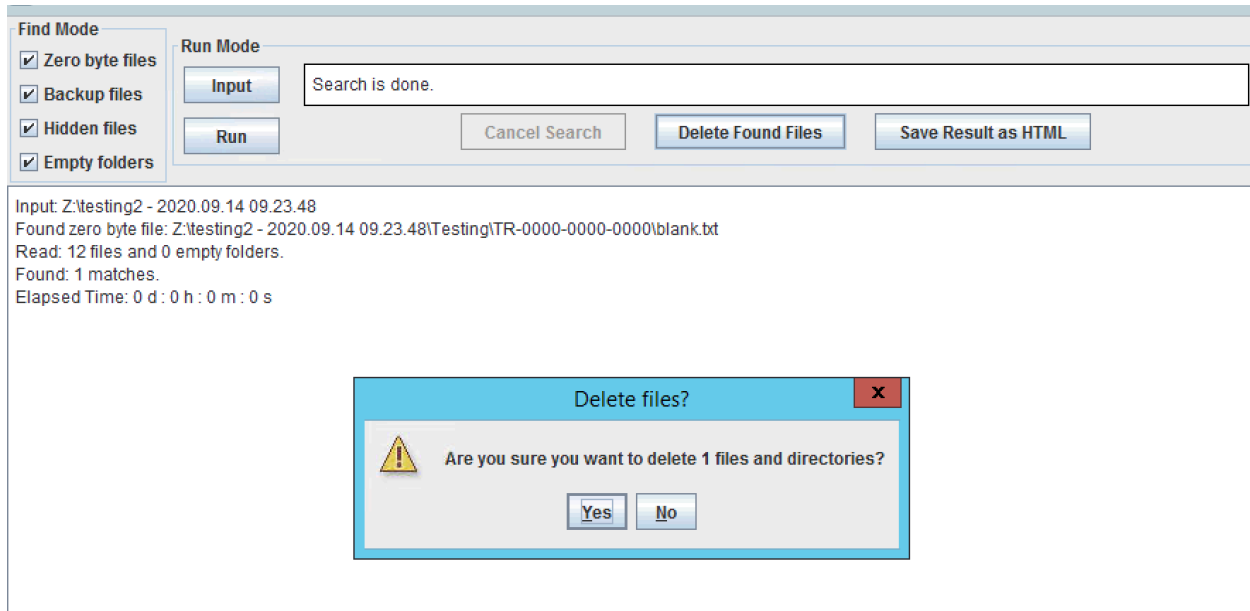 Find Mode
Zero byte files
Backup files
Hidden files
Empty folders
Run Mode
Input
Search is done.
Run
Cancel Search
Delete Found Files
Save Result as HTML
Input: Z:\testing2 - 2020.09.14 09.23.48
Found zero byte file: Z:\testing2 - 2020.09.14 09.23.48\Testing\TR-0000-0000-0000\blank.txt
Read: 12 files and 0 empty folders.
Found: 1 matches.
Elapsed Time: 0 d : 0 h : 0 m : 0 s
Delete files?
x
Are you sure you want to delete 1 files and directories?
Yes
No